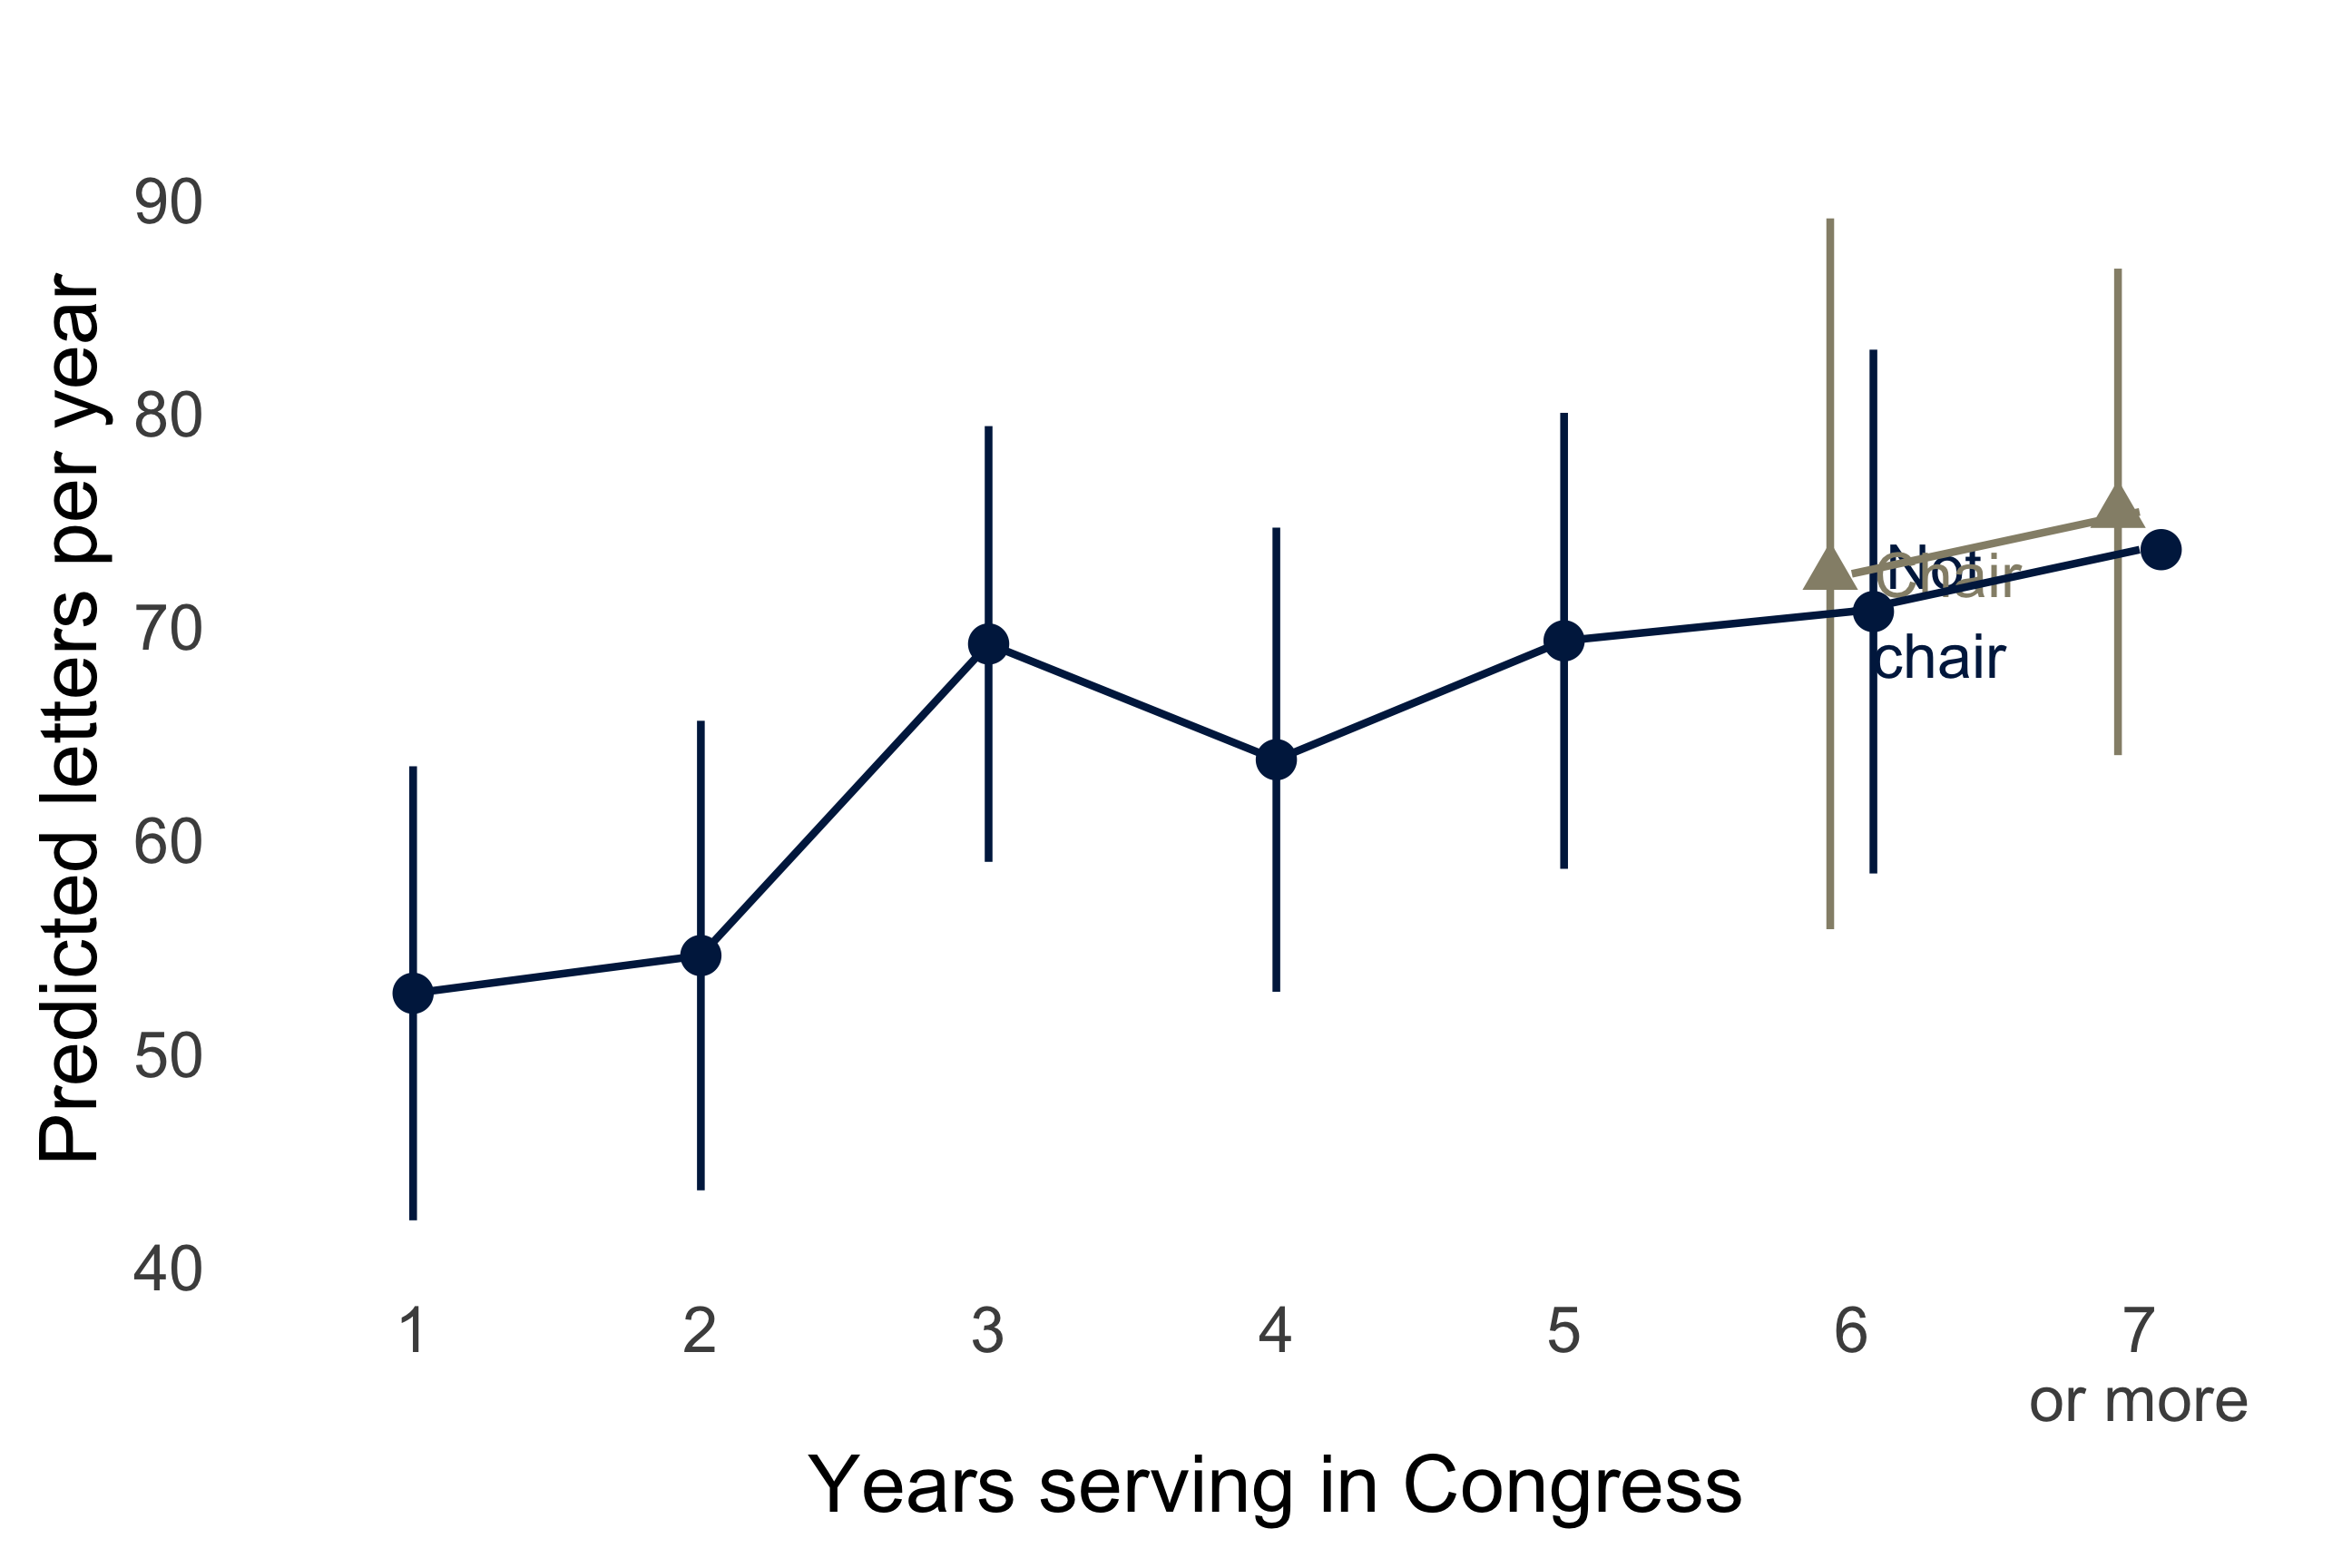 Predicted letters per year
90
80
70
60
50
40
Chair
Not
chair
1 2 3 4 5 6 7
or more
Years serving in Congress